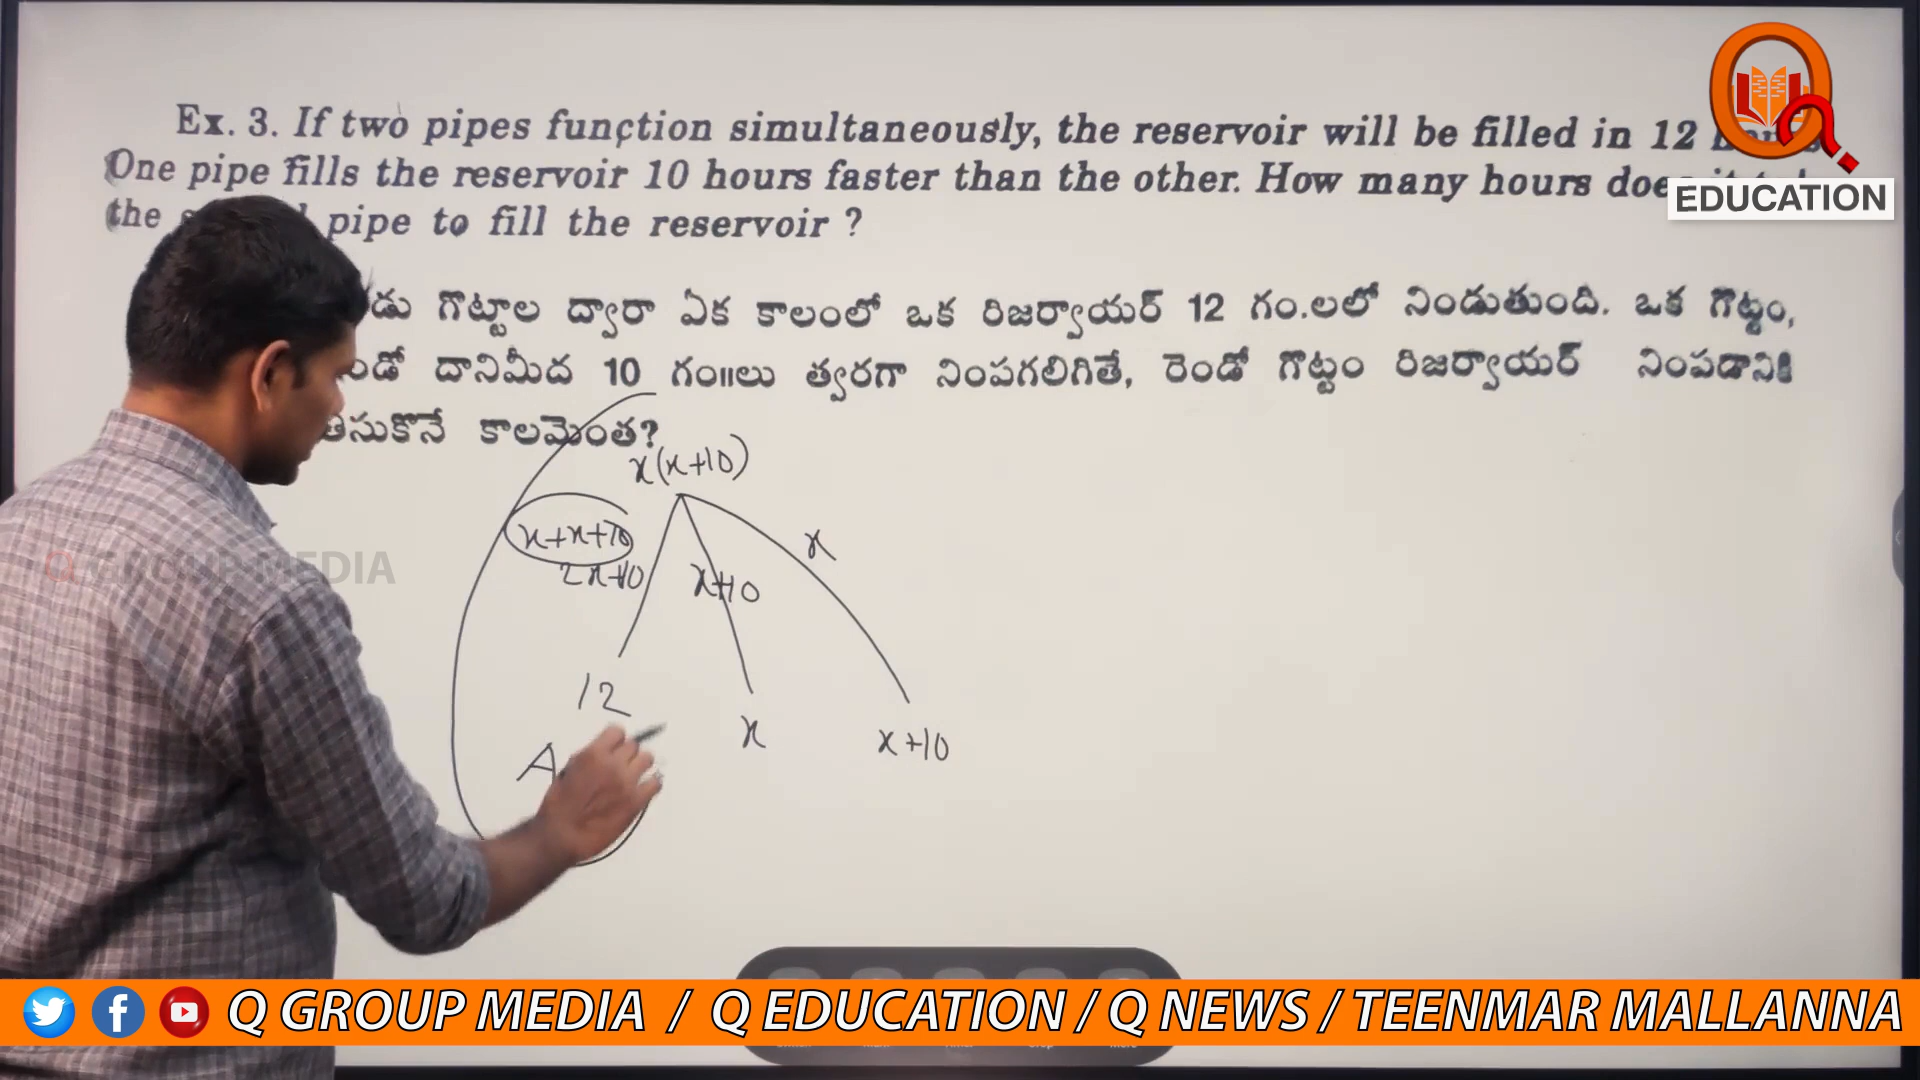 Ex. 3. If two pipes function simultaneously, the reservoir will be filled in 12
One pipe fills the reservoir 10 hours faster than the other. How many hours
the pipe to fill the reservoir ?
EDUCATION
గొట్టాల ద్వారా ఏక కాలంలో ఒక రిజర్వాయర్ 12 గం.లలో నిండుతుంది. ఒక గొట్టం,
దానిమీద 10 గం॥లు త్వరగా నింపగలిగితే, రెండో గొట్టం రిజర్వాయర్ నింపడానికి
కాలమెంత?
x(x+10)
x+x+10
x
2x+10
x+10
12
x
x+10
A
Q GROUP MEDIA
Q GROUP MEDIA / Q EDUCATION / Q NEWS / TEENMAR MALLANNA